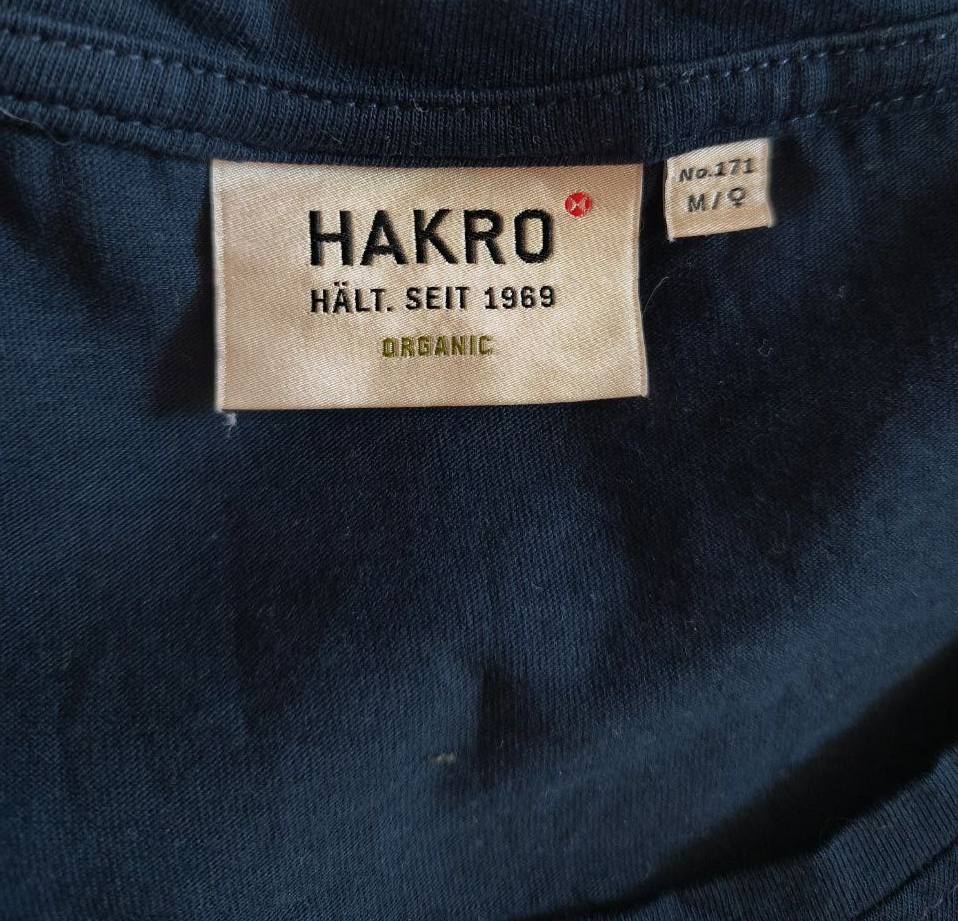 HAKRO
HÄLT. SEIT 1969
ORGANIC
No.171
M/♀